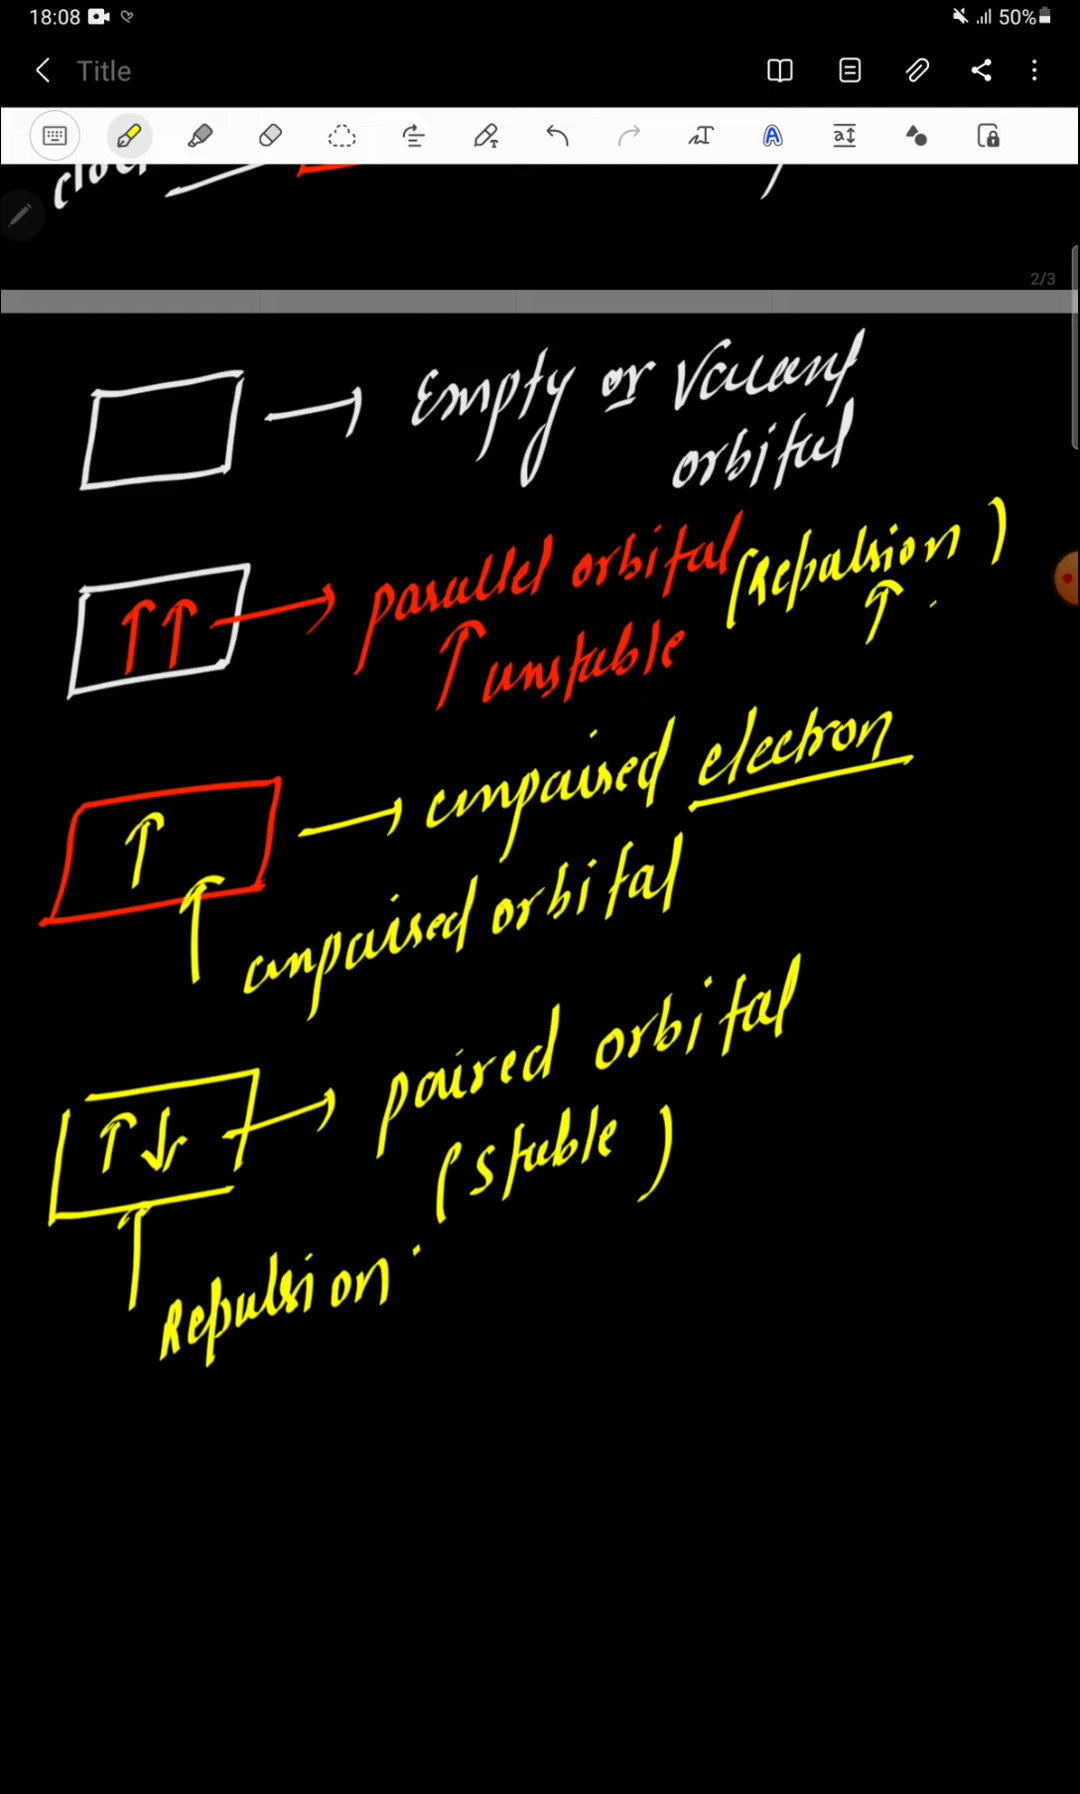 18:08
50%
Title
2/3
Empty or Vacant
orbital
↑↑ → parallel orbital (Repulsion)
↑ unstable ↑
↑ → unpaired electron
unpaired orbital
↑↓ → paired orbital
(stable)
Repulsion